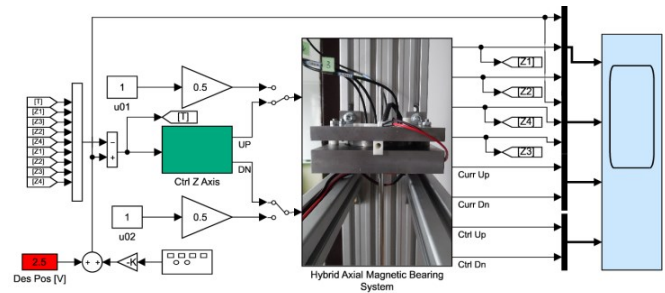 [T]
[Z1]
[Z3]
[Z2]
[Z4]
[Z1]
[Z2]
[Z3]
[Z4]
1
u01
0.5
[T]
-
+
UP
DN
Ctrl Z Axis
1
u02
0.5
2.5
Des Pos [V]
+ +
-K
3
Hybrid Axial Magnetic Bearing
System
[Z1]
[Z2]
[Z4]
[Z3]
Curr Up
Curr Dn
Ctrl Up
Ctrl Dn